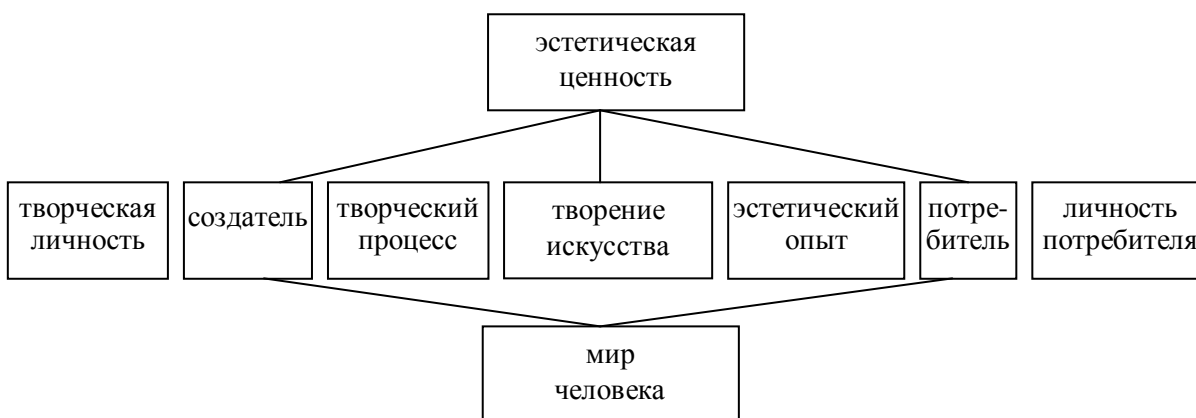 эстетическая
ценность
творческая
личность
создатель
творческий
процесс
творение
искусства
эстетический
опыт
потре-
битель
личность
потребителя
мир
человека